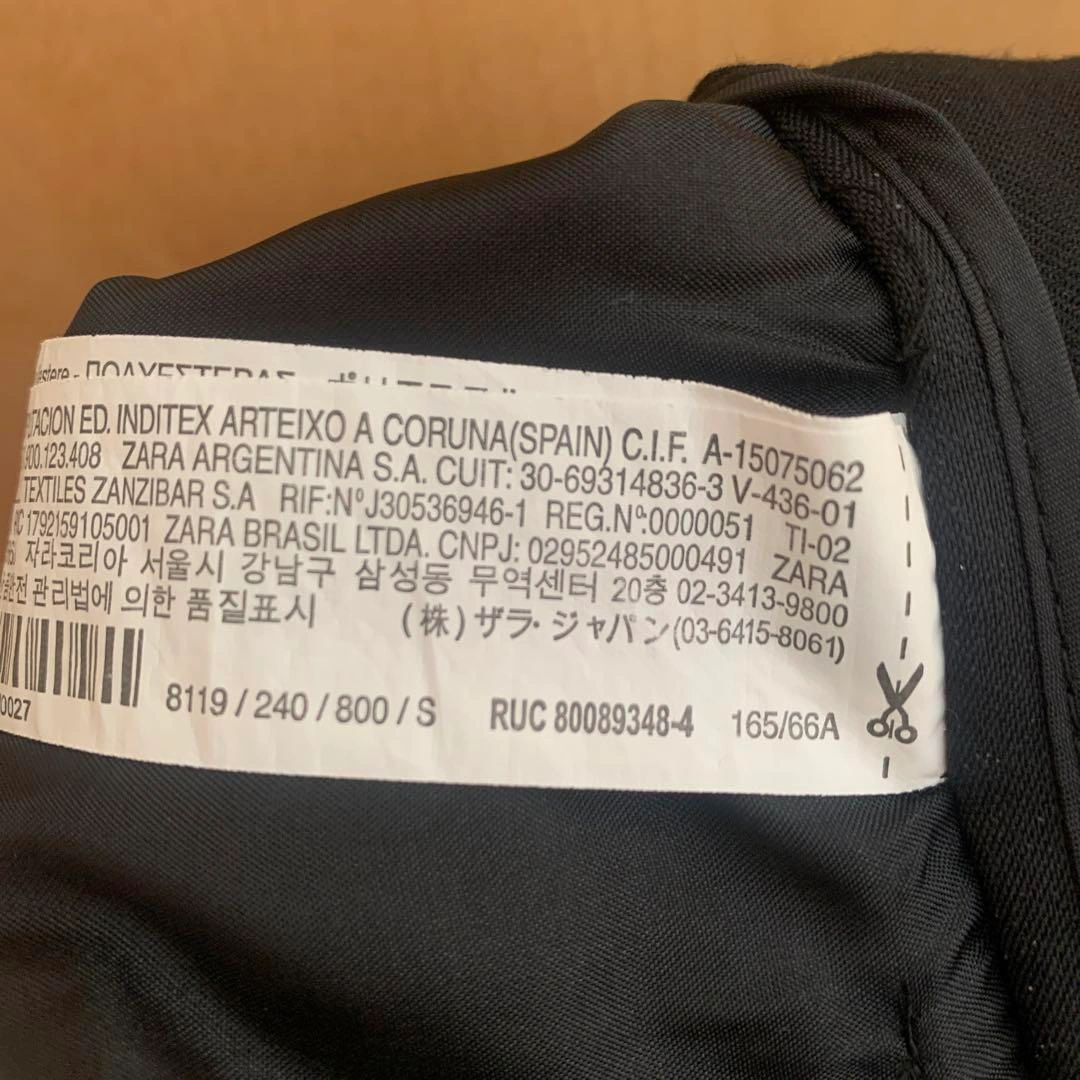 ED. INDITEX ARTEIXO A CORUNA(SPAIN) C.I.F. A-15075062
900.123.408 ZARA ARGENTINA S.A. CUIT: 30-69314836-3 V-436-01
TEXTILES ZANZIBAR S.A RIF:NºJ30536946-1 REG.Nº:0000051 TI-02
1792159105001 ZARA BRASIL LTDA. CNPJ: 02952485000491 ZARA
자라코리아 서울시 강남구 삼성동 무역센터 20층 02-3413-9800
관리법에 의한 품질표시 (株)ザラ・ジャパン(03-6415-8061)
8119 / 240 / 800 / S RUC 80089348-4 165/66A